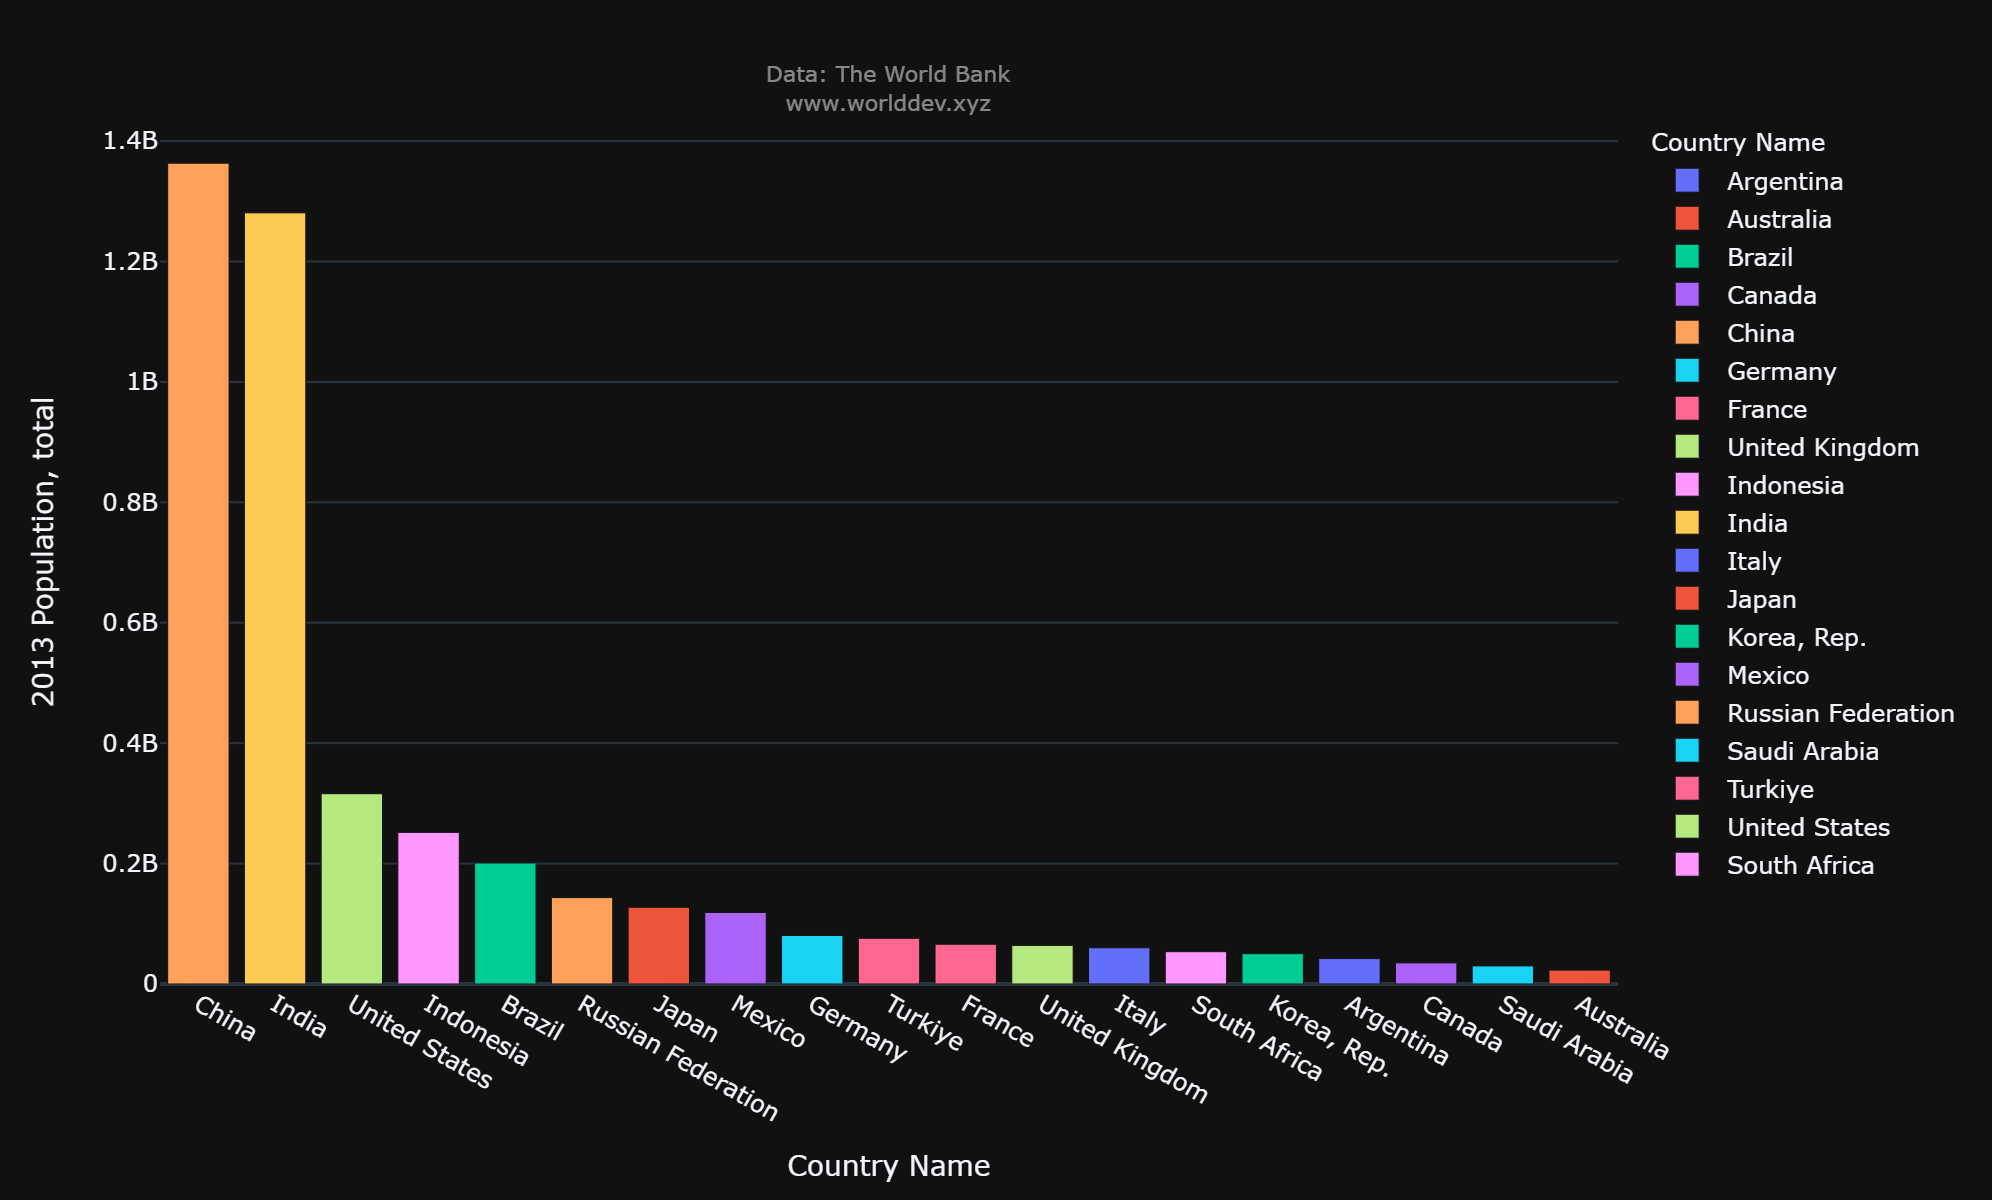 Data: The World Bank
www.worlddev.xyz
1.4B
1.2B
1B
0.8B
0.6B
0.4B
0.2B
0
2013 Population, total
China
India
United States
Indonesia
Brazil
Russian Federation
Japan
Mexico
Germany
Turkiye
France
United Kingdom
Italy
South Africa
Korea, Rep.
Argentina
Canada
Saudi Arabia
Australia
Country Name
Country Name
Argentina
Australia
Brazil
Canada
China
Germany
France
United Kingdom
Indonesia
India
Italy
Japan
Korea, Rep.
Mexico
Russian Federation
Saudi Arabia
Turkiye
United States
South Africa